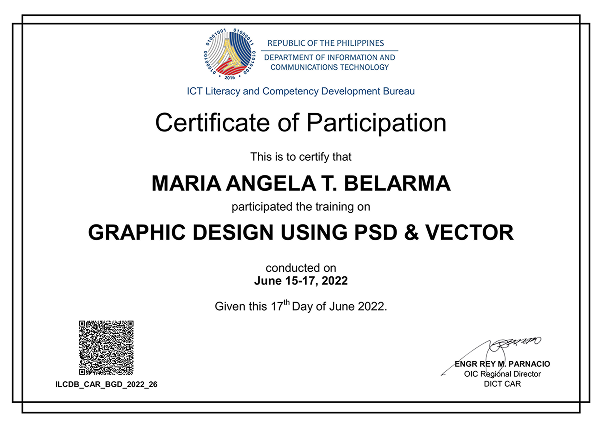 REPUBLIC OF THE PHILIPPINES
DEPARTMENT OF INFORMATION AND
COMMUNICATIONS TECHNOLOGY
2016
ICT Literacy and Competency Development Bureau
Certificate of Participation
This is to certify that
MARIA ANGELA T. BELARMA
participated the training on
GRAPHIC DESIGN USING PSD & VECTOR
conducted on
June 15-17, 2022
Given this 17th Day of June 2022.
ENGR REY M. PARNACIO
OIC Regional Director
DICT CAR
ILCDB_CAR_BGD_2022_26